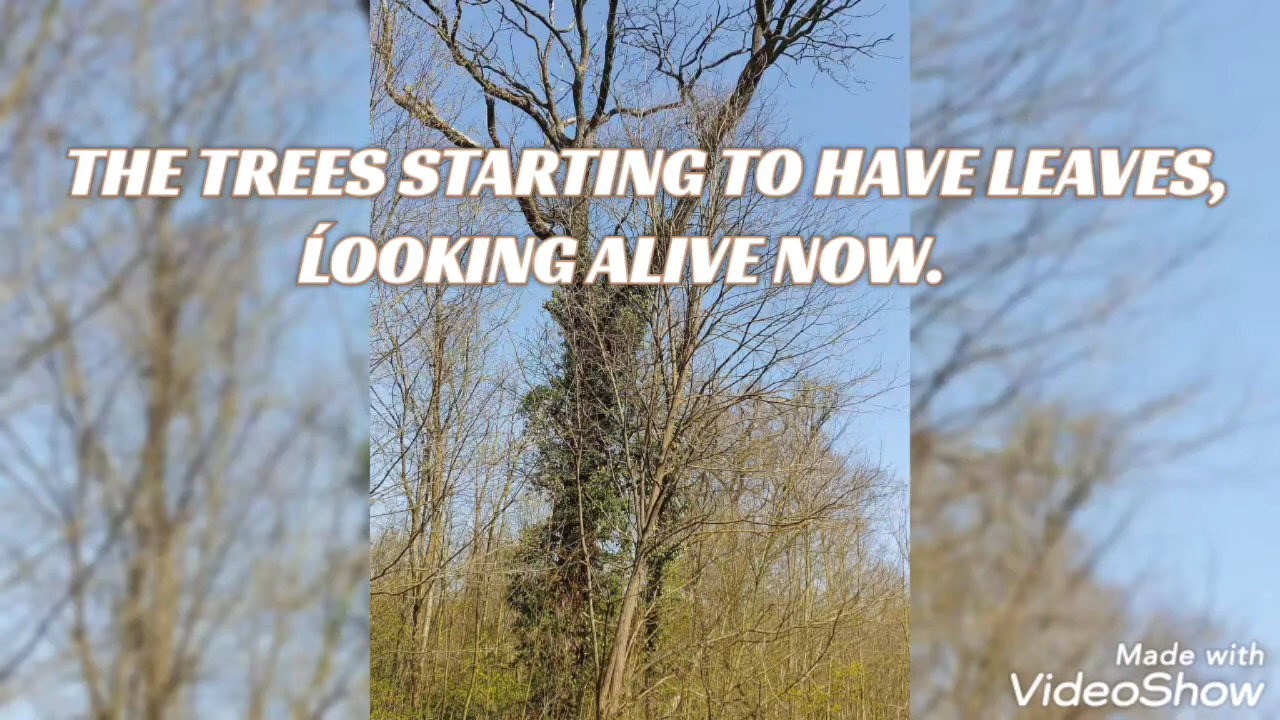 THE TREES STARTING TO HAVE LEAVES,
ĹOOKING ALIVE NOW.
Made with
VideoShow